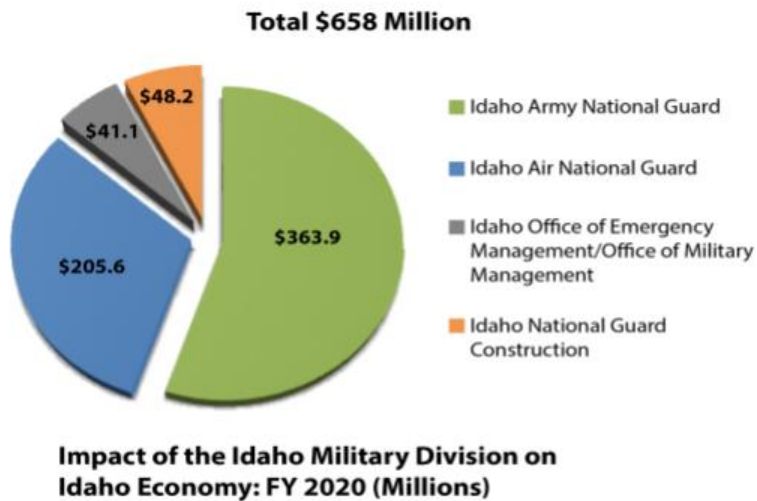 Total $658 Million
$48.2
$41.1
$363.9
$205.6
Idaho Army National Guard
Idaho Air National Guard
Idaho Office of Emergency
Management/Office of Military
Management
Idaho National Guard
Construction
Impact of the Idaho Military Division on
Idaho Economy: FY 2020 (Millions)